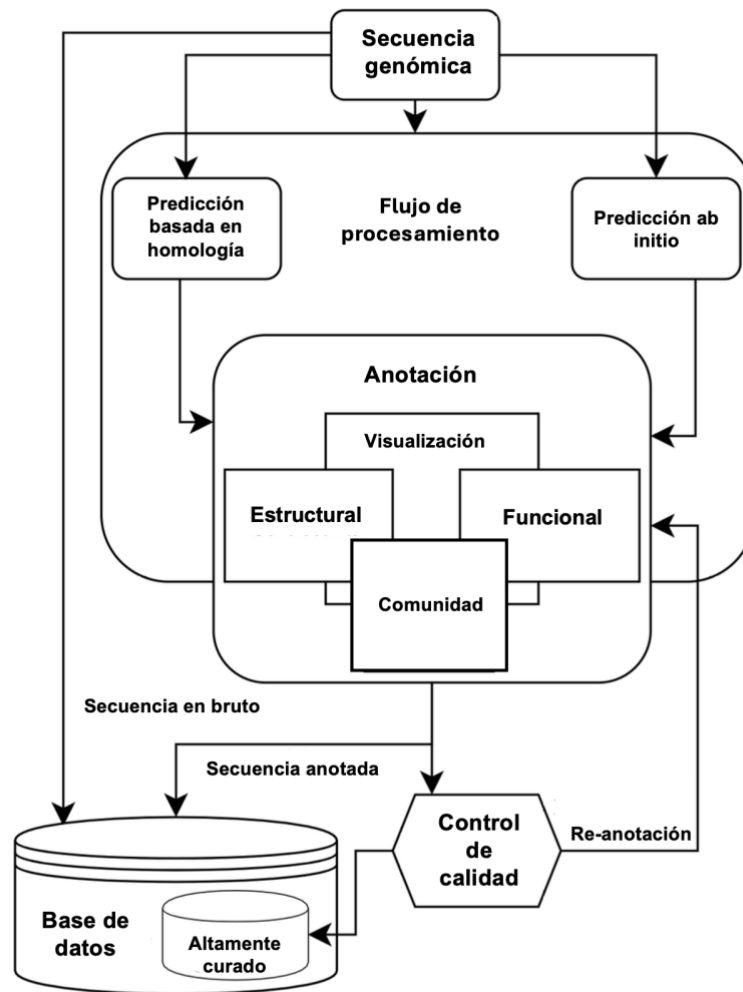 Secuencia
genómica
Predicción
basada en
homología
Flujo de
procesamiento
Predicción ab
initio
Anotación
Visualización
Estructural
Funcional
Comunidad
Secuencia en bruto
Secuencia anotada
Control
de
calidad
Re-anotación
Base de
datos
Altamente
curado